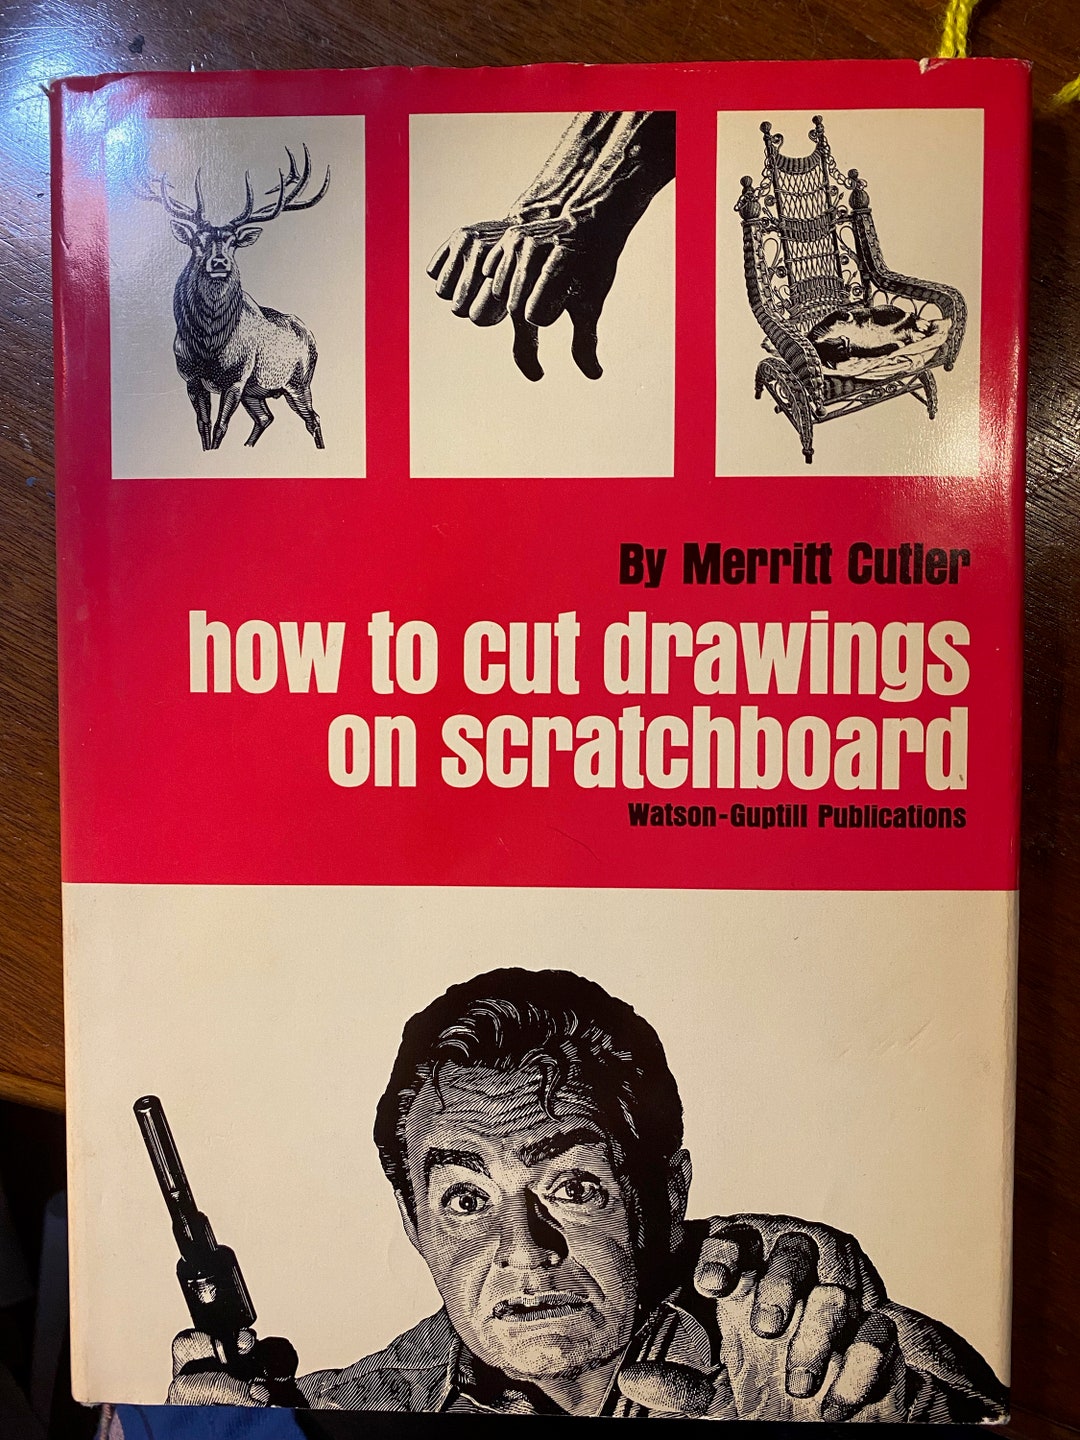 By Merritt Cutler
how to cut drawings
on scratchboard
Watson-Guptill Publications